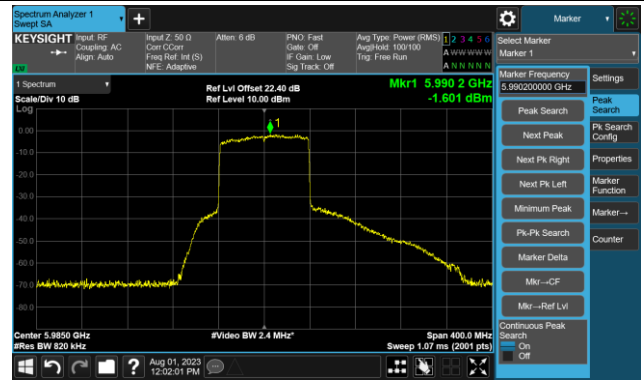 Spectrum Analyzer 1
Swept SA
+
Marker
KEYSIGHT
Input: RF
Coupling: AC
Align: Auto
Input Z: 50 Ω
Corr CCorr
Freq Ref: Int (S)
NFE: Adaptive
Atten: 6 dB
PNO: Fast
Gate: Off
IF Gain: Low
Sig Track: Off
Avg Type: Power (RMS)
Avg|Hold: 100/100
Trig: Free Run
1 2 3 4 5 6
A W W W W W
A N N N N N
LXI
Select Marker
Marker 1
1 Spectrum
Scale/Div 10 dB
Log
Ref Lvl Offset 22.40 dB
Ref Level 10.00 dBm
Mkr1 5.990 2 GHz
-1.601 dBm
1
0.00
-10.0
-20.0
-30.0
-40.0
-50.0
-60.0
-70.0
-80.0
Center 5.9850 GHz
#Res BW 820 kHz
#Video BW 2.4 MHz*
Span 400.0 MHz
Sweep 1.07 ms (2001 pts)
Marker Frequency
5.990200000 GHz
Peak Search
Next Peak
Next Pk Right
Next Pk Left
Minimum Peak
Pk-Pk Search
Marker Delta
Mkr→CF
Mkr→Ref Lvl
Continuous Peak
Search
On
Off
Settings
Peak
Search
Pk Search
Config
Properties
Marker
Function
Marker→
Counter
?
Aug 01, 2023
12:02:01 PM